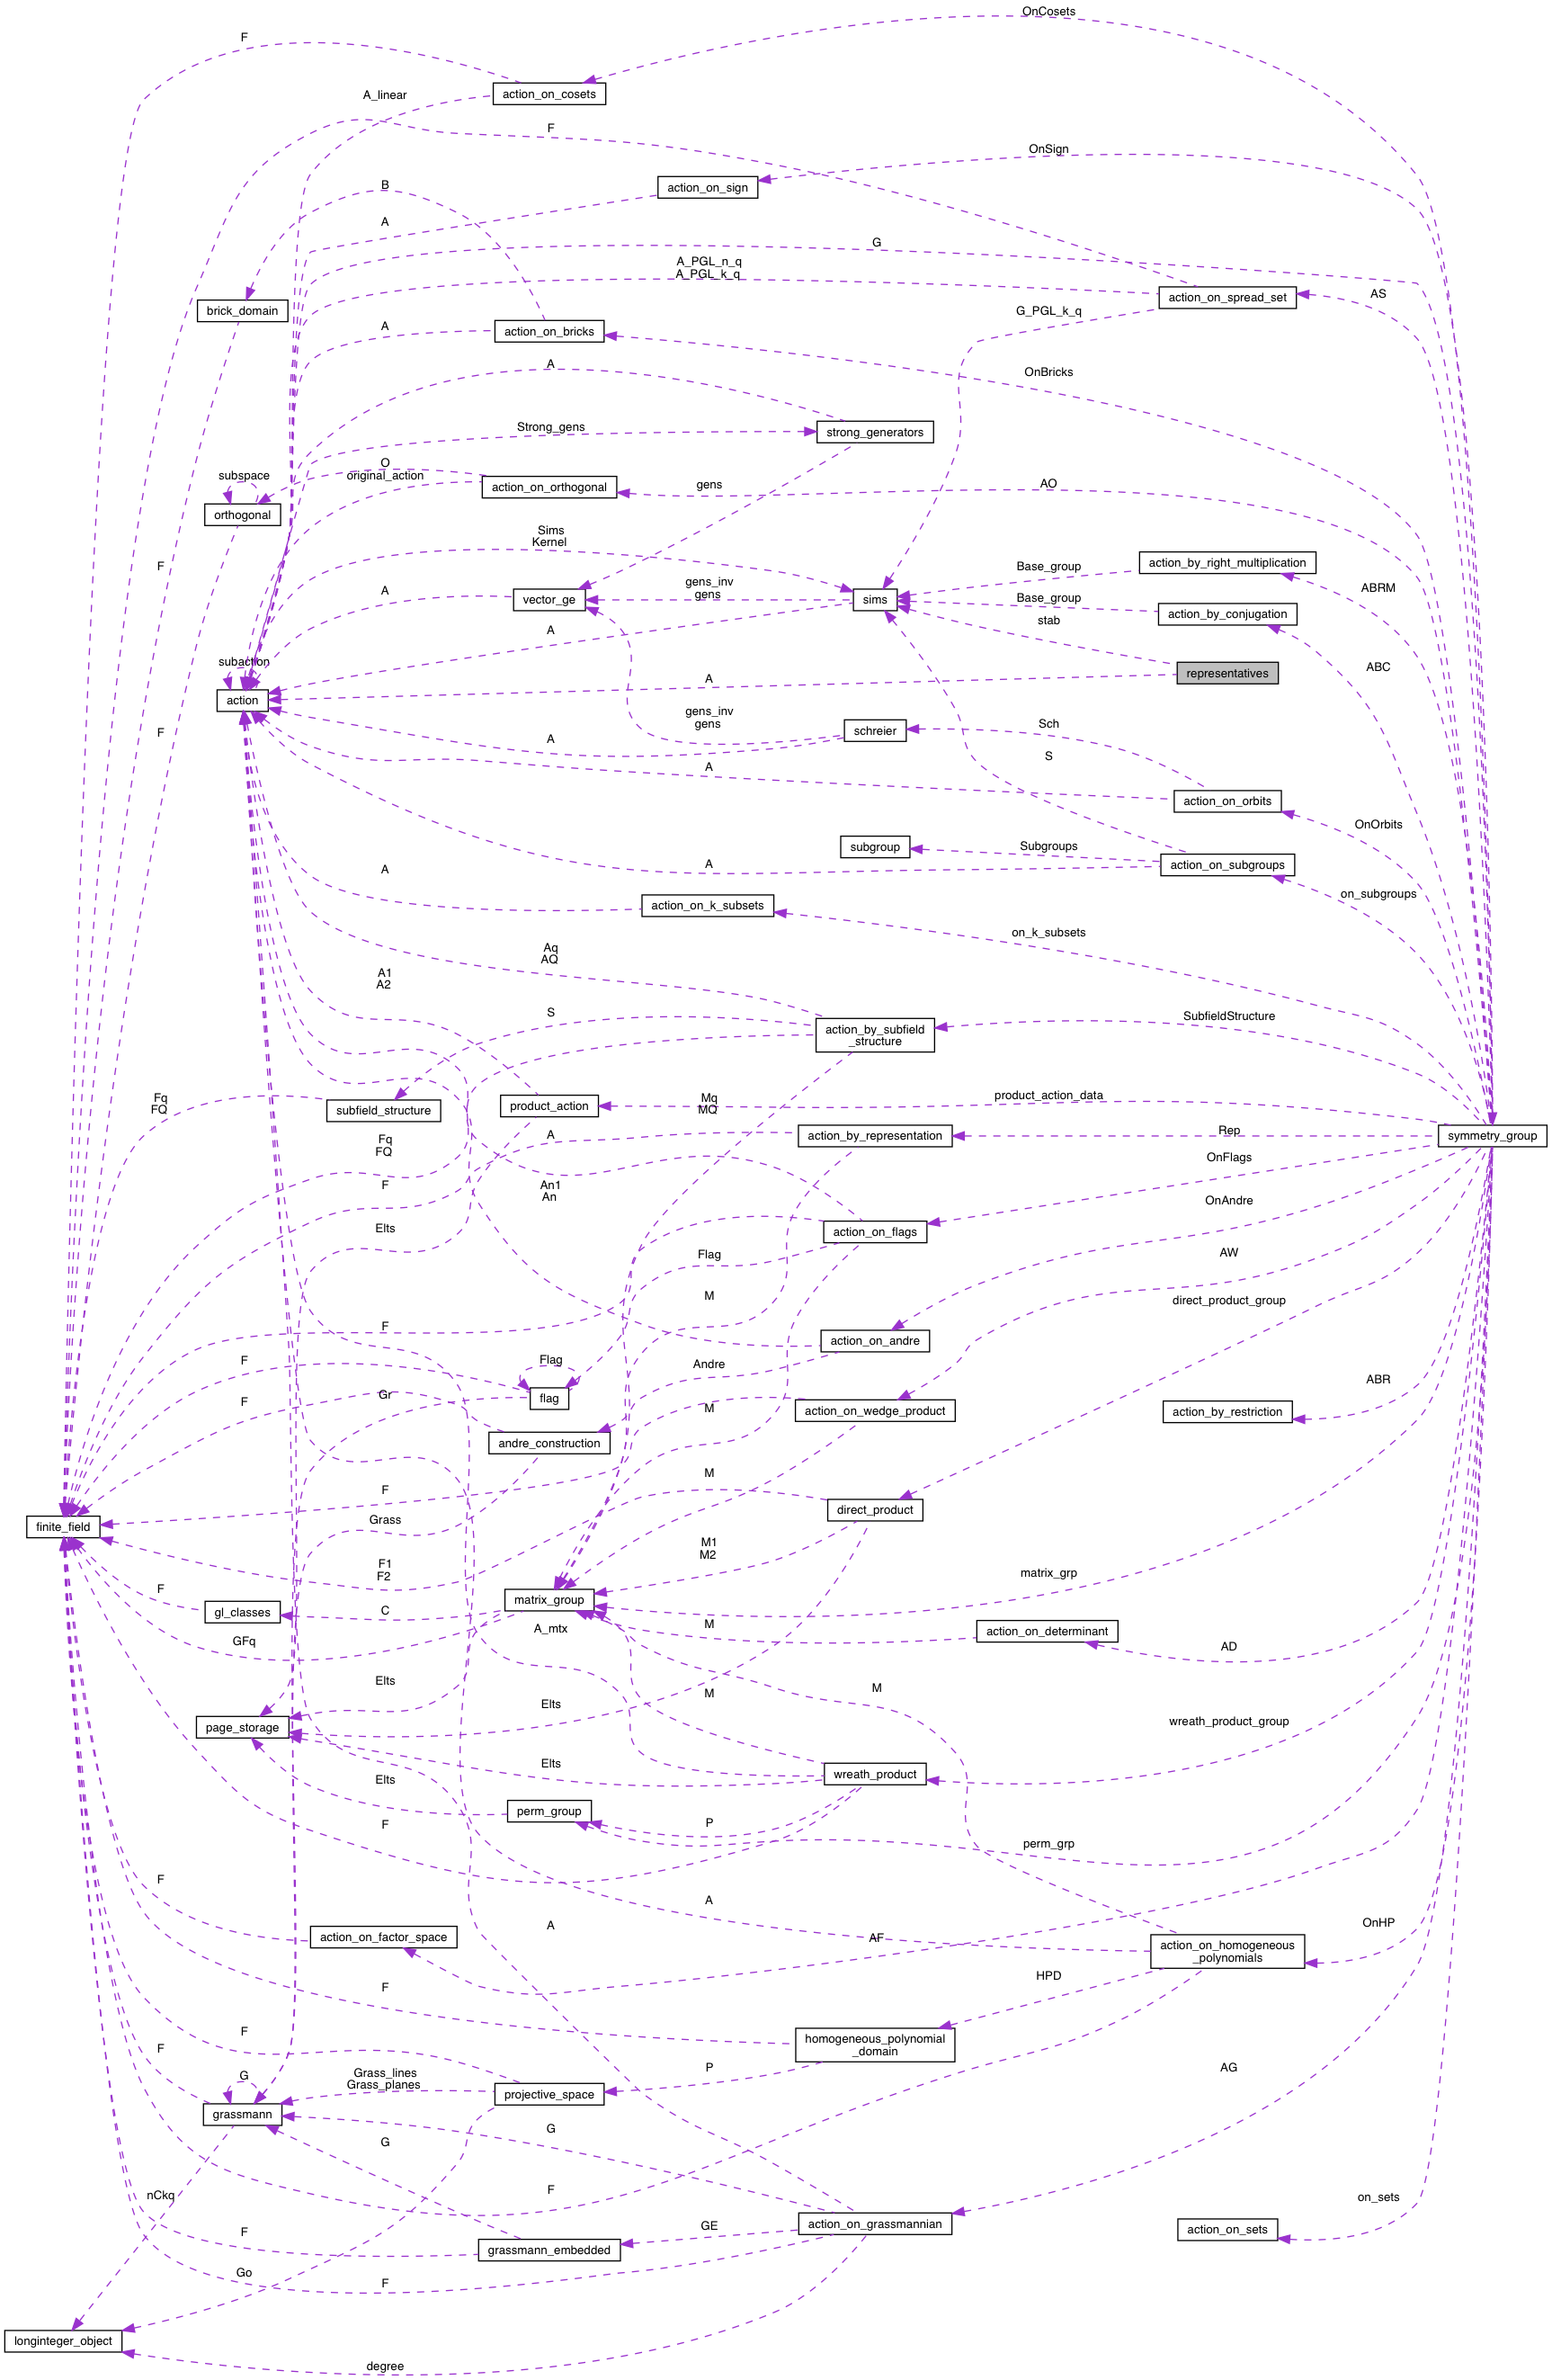 OnCosets
F
action_on_cosets
A_linear
F
OnSign
action_on_sign
B
A
G
A_PGL_n_q
A_PGL_k_q
action_on_spread_set
AS
brick_domain
G_PGL_k_q
action_on_bricks
A
OnBricks
A
Strong_gens
strong_generators
O
original_action
subspace
gens
AO
action_on_orthogonal
orthogonal
Sims
Kernel
action_by_right_multiplication
F
Base_group
gens_inv
gens
ABRM
A
vector_ge
sims
Base_group
action_by_conjugation
stab
A
subaction
ABC
representatives
A
action
gens_inv
gens
Sch
schreier
F
A
S
A
action_on_orbits
OnOrbits
subgroup
Subgroups
action_on_subgroups
A
A
on_subgroups
action_on_k_subsets
on_k_subsets
Aq
AQ
A1
A2
S
SubfieldStructure
action_by_subfield
_structure
Fq
FQ
Mq
MQ
product_action_data
subfield_structure
product_action
Rep
A
action_by_representation
symmetry_group
Fq
FQ
OnFlags
F
An1
An
OnAndre
Elts
action_on_flags
Flag
AW
M
direct_product_group
F
action_on_andre
F
Flag
Andre
ABR
flag
Gr
F
M
action_on_wedge_product
action_by_restriction
andre_construction
M
F
direct_product
Grass
finite_field
M1
M2
F1
F2
matrix_grp
F
matrix_group
gl_classes
C
A_mtx
M
action_on_determinant
GFq
AD
Elts
M
M
Elts
page_storage
wreath_product_group
Elts
Elts
wreath_product
perm_group
P
F
perm_grp
F
A
A
AF
OnHP
action_on_factor_space
action_on_homogeneous
_polynomials
HPD
F
F
homogeneous_polynomial
_domain
F
G
Grass_lines
Grass_planes
P
AG
projective_space
grassmann
G
G
F
nCkq
on_sets
action_on_grassmannian
GE
action_on_sets
F
grassmann_embedded
Go
F
longinteger_object
degree